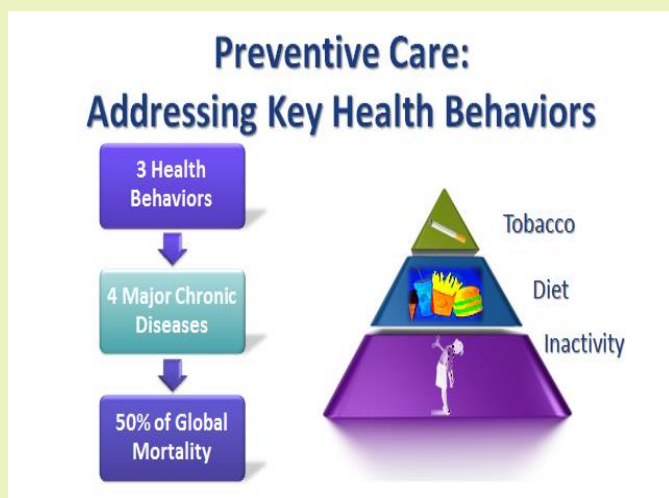 Preventive Care:
Addressing Key Health Behaviors
3 Health
Behaviors
4 Major Chronic
Diseases
50% of Global
Mortality
Tobacco
Diet
Inactivity